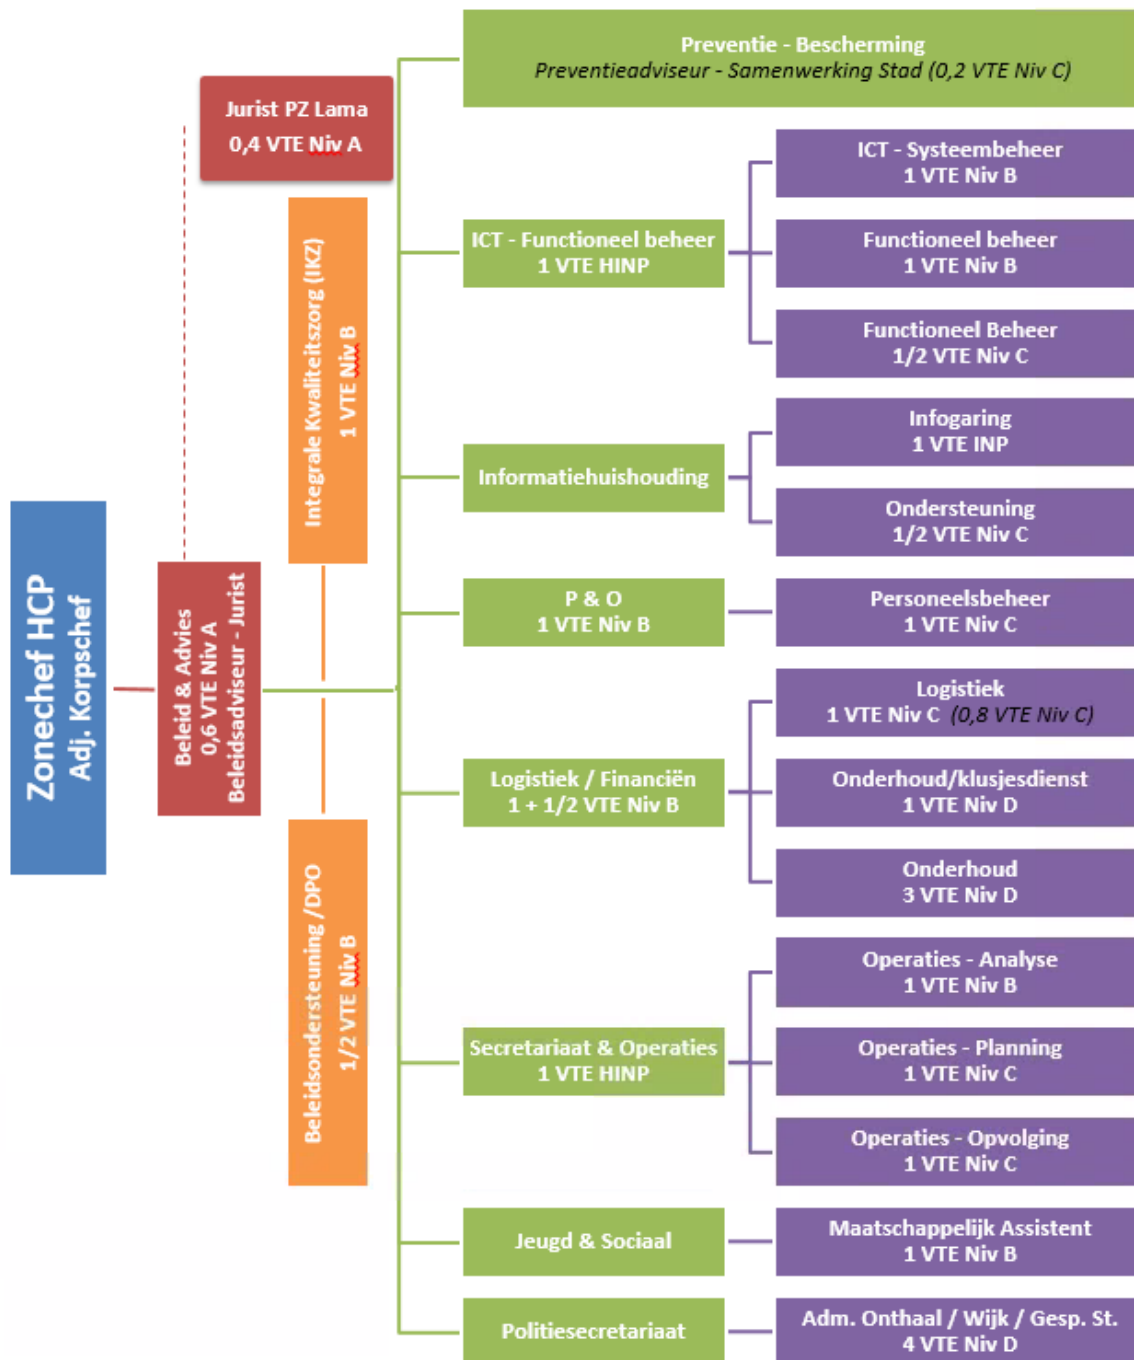 Zonechef HCP
Adj. Korpschef
Beleid & Advies
0,6 VTE Niv A
Beleidsadviseur - Jurist
Jurist PZ Lama
0,4 VTE Niv A
Integrale Kwaliteitszorg (IKZ)
1 VTE Niv B
Beleidsondersteuning /DPO
1/2 VTE Niv B
Preventie - Bescherming
Preventieadviseur - Samenwerking Stad (0,2 VTE Niv C)
ICT - Functioneel beheer
1 VTE HINP
ICT - Systeembeheer
1 VTE Niv B
Functioneel beheer
1 VTE Niv B
Functioneel Beheer
1/2 VTE Niv C
Informatiehuishouding
Infogaring
1 VTE INP
Ondersteuning
1/2 VTE Niv C
P & O
1 VTE Niv B
Personeelsbeheer
1 VTE Niv C
Logistiek / Financiën
1 + 1/2 VTE Niv B
Logistiek
1 VTE Niv C (0,8 VTE Niv C)
Onderhoud/klusjesdienst
1 VTE Niv D
Onderhoud
3 VTE Niv D
Secretariaat & Operaties
1 VTE HINP
Operaties - Analyse
1 VTE Niv B
Operaties - Planning
1 VTE Niv C
Operaties - Opvolging
1 VTE Niv C
Jeugd & Sociaal
Maatschappelijk Assistent
1 VTE Niv B
Politiesecretariaat
Adm. Onthaal / Wijk / Gesp. St.
4 VTE Niv D